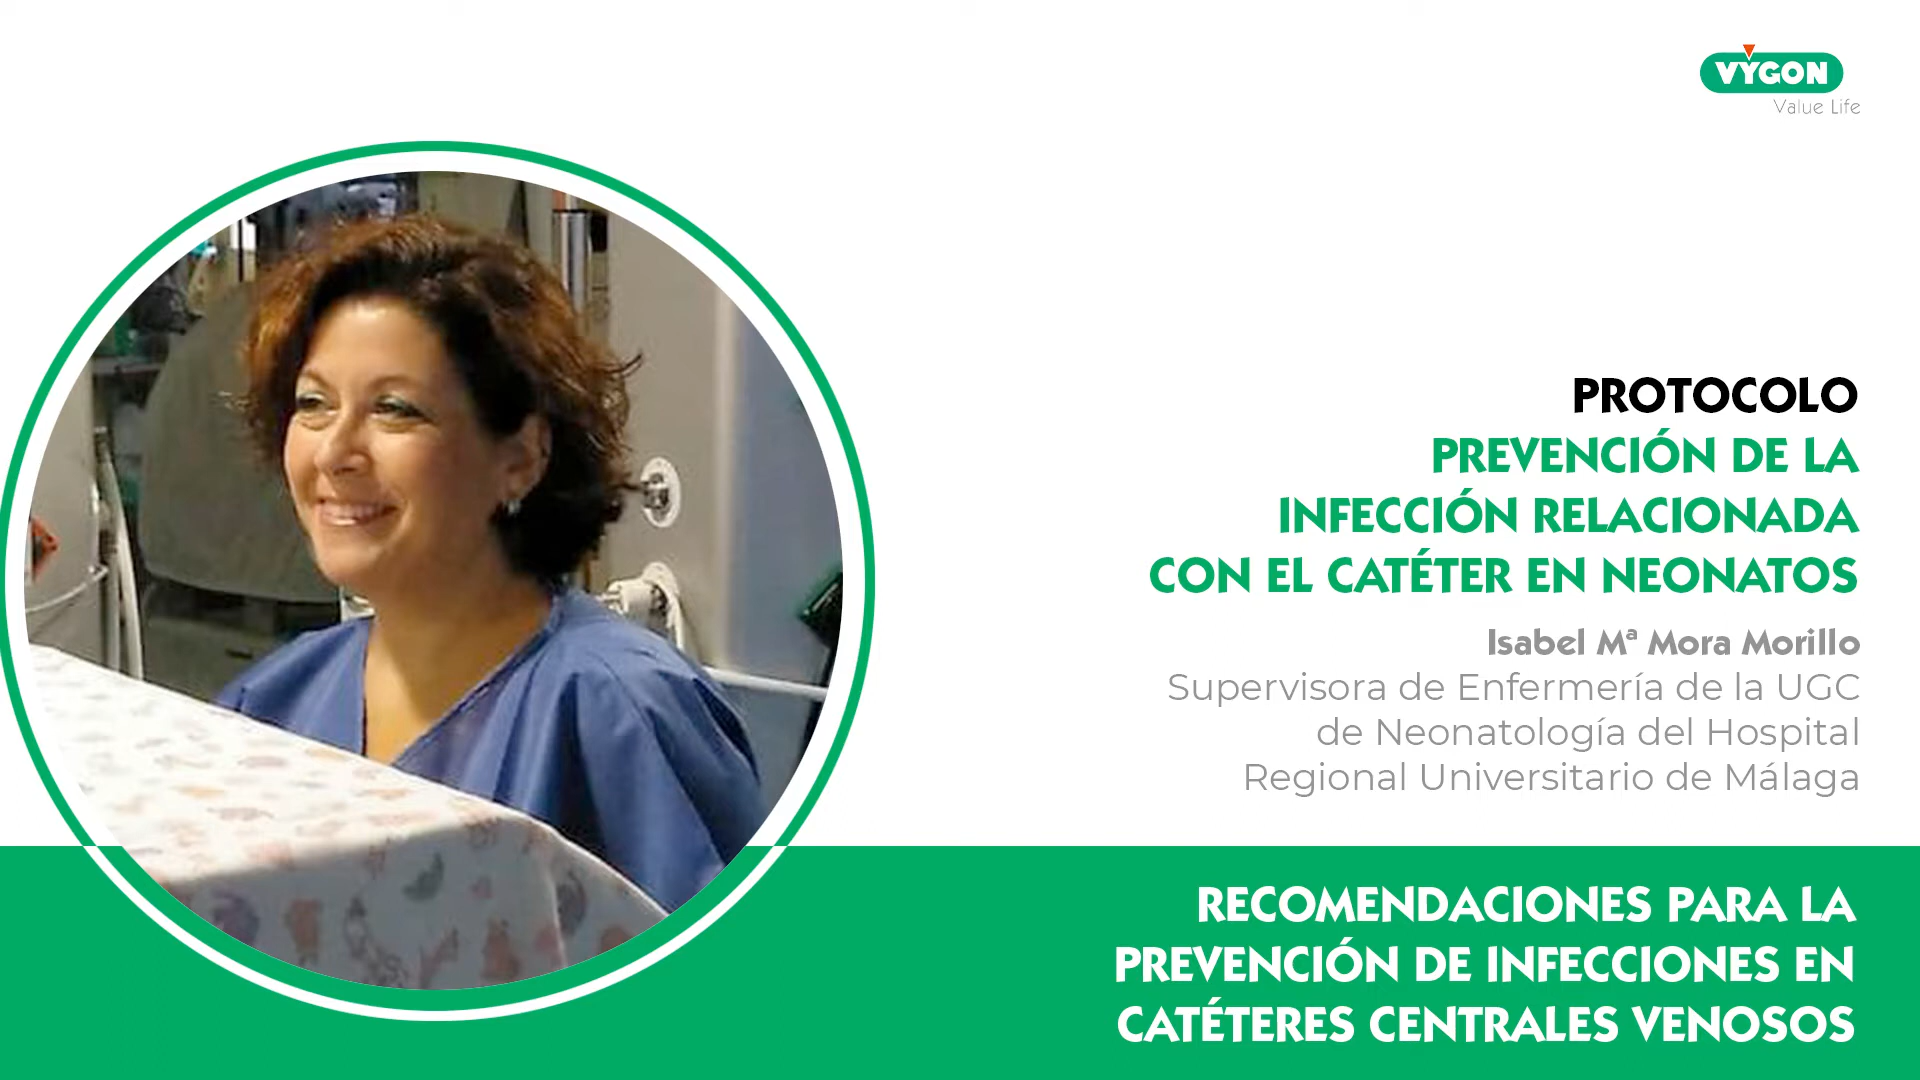 VYGON
Value Life
PROTOCOLO
PREVENCIÓN DE LA
INFECCIÓN RELACIONADA
CON EL CATÉTER EN NEONATOS
Isabel Mª Mora Morillo
Supervisora de Enfermería de la UGC
de Neonatología del Hospital
Regional Universitario de Málaga
RECOMENDACIONES PARA LA
PREVENCIÓN DE INFECCIONES EN
CATÉTERES CENTRALES VENOSOS